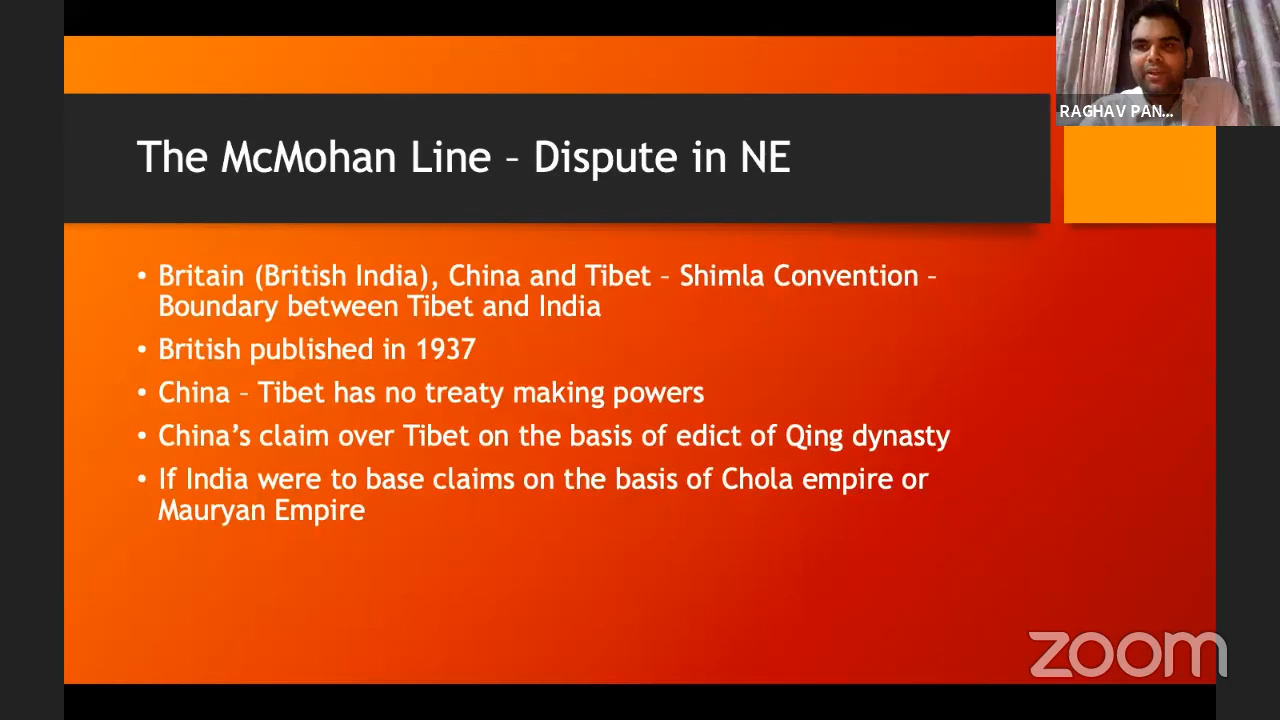 RAGHAV PAN...
The McMohan Line – Dispute in NE
• Britain (British India), China and Tibet – Shimla Convention –
Boundary between Tibet and India
• British published in 1937
• China – Tibet has no treaty making powers
• China’s claim over Tibet on the basis of edict of Qing dynasty
• If India were to base claims on the basis of Chola empire or
Mauryan Empire
zoom